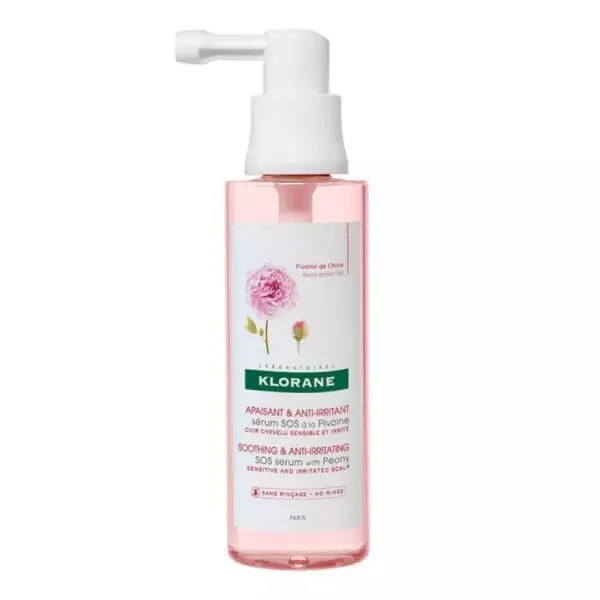 Pivoine de Chine
LABORATOIRES
KLORANE
APAISANT & ANTI-IRRITANT
sérum SOS à la Pivoine
CUIR CHEVELU SENSIBLE ET IRRITÉ
SOOTHING & ANTI-IRRITATING
SOS serum with Peony
SENSITIVE AND IRRITATED SCALP
SANS RINÇAGE - NO RINSE
PARIS